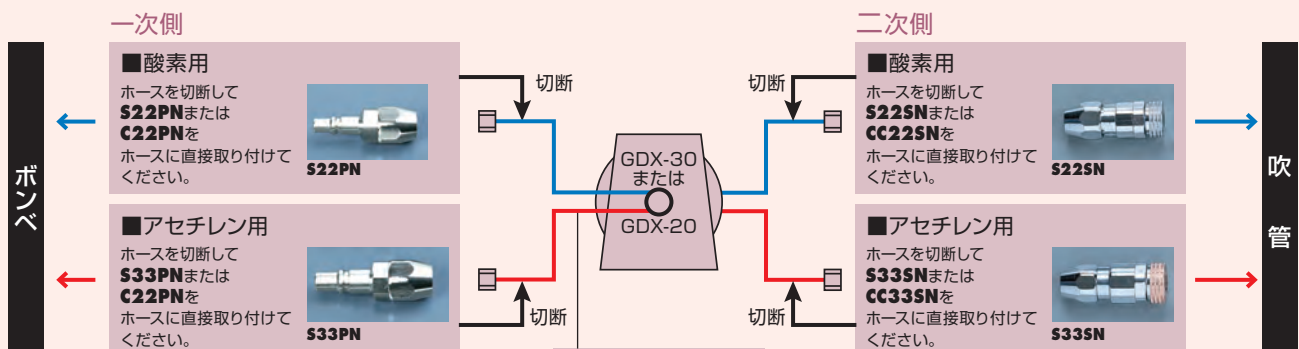 一次側
■酸素用
ホースを切断して
S22PNまたは
C22PNを
ホースに直接取り付けて
ください。
S22PN
切断
■アセチレン用
ホースを切断して
S33PNまたは
C22PNを
ホースに直接取り付けて
ください。
S33PN
切断
ボンベ
GDX-30
または
GDX-20
二次側
■酸素用
ホースを切断して
S22SNまたは
CC22SNを
ホースに直接取り付けて
ください。
S22SN
切断
■アセチレン用
ホースを切断して
S33SNまたは
CC33SNを
ホースに直接取り付けて
ください。
S33SN
切断
吹管